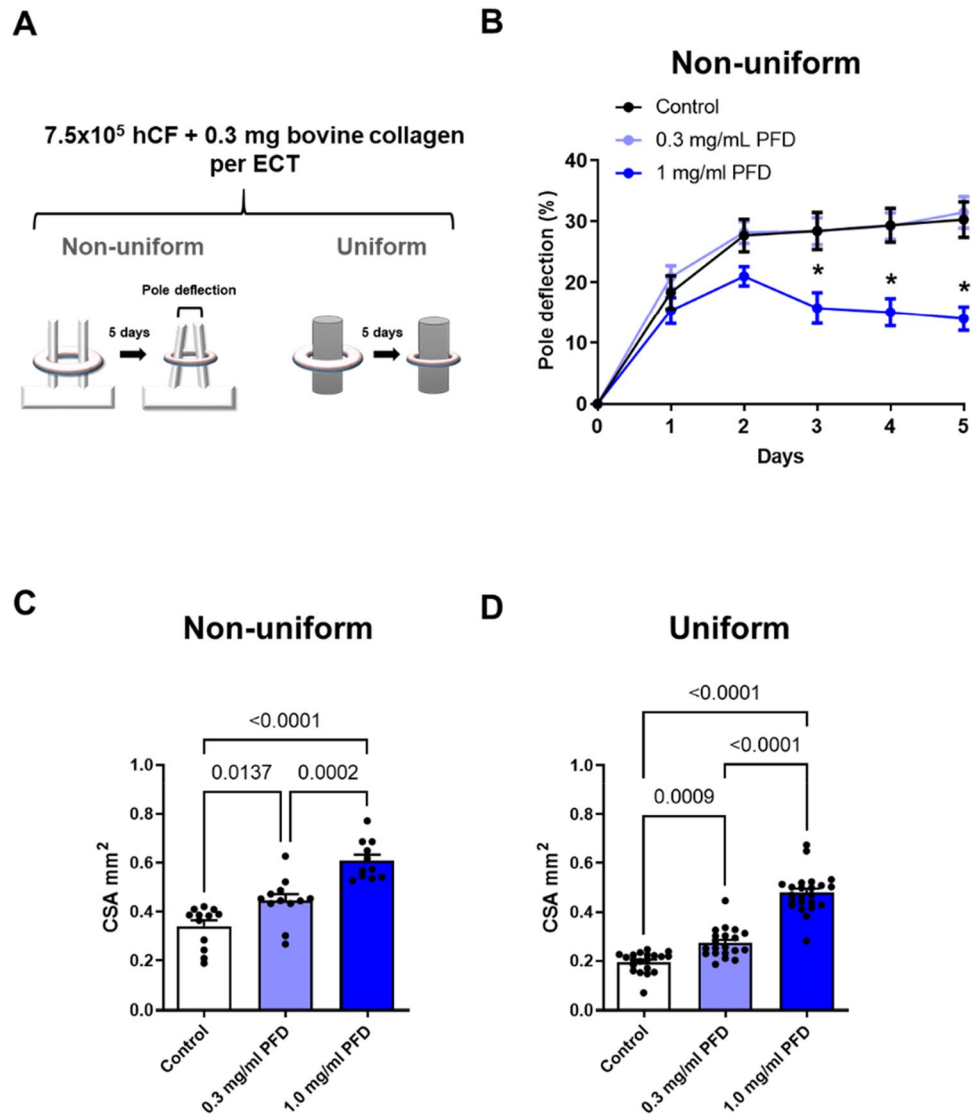 A
7.5x10⁵ hCF + 0.3 mg bovine collagen
per ECT
Non-uniform
Uniform
Pole deflection
5 days
5 days
B
Non-uniform
Control
0.3 mg/mL PFD
1 mg/ml PFD
Pole deflection (%)
40
30
20
10
0
* * *
0 1 2 3 4 5
Days
C
Non-uniform
<0.0001
0.0137 0.0002
CSA mm²
1.0
0.8
0.6
0.4
0.2
0.0
Control
0.3 mg/ml PFD
1.0 mg/ml PFD
D
Uniform
<0.0001
<0.0001
0.0009
CSA mm²
1.0
0.8
0.6
0.4
0.2
0.0
Control
0.3 mg/ml PFD
1.0 mg/ml PFD